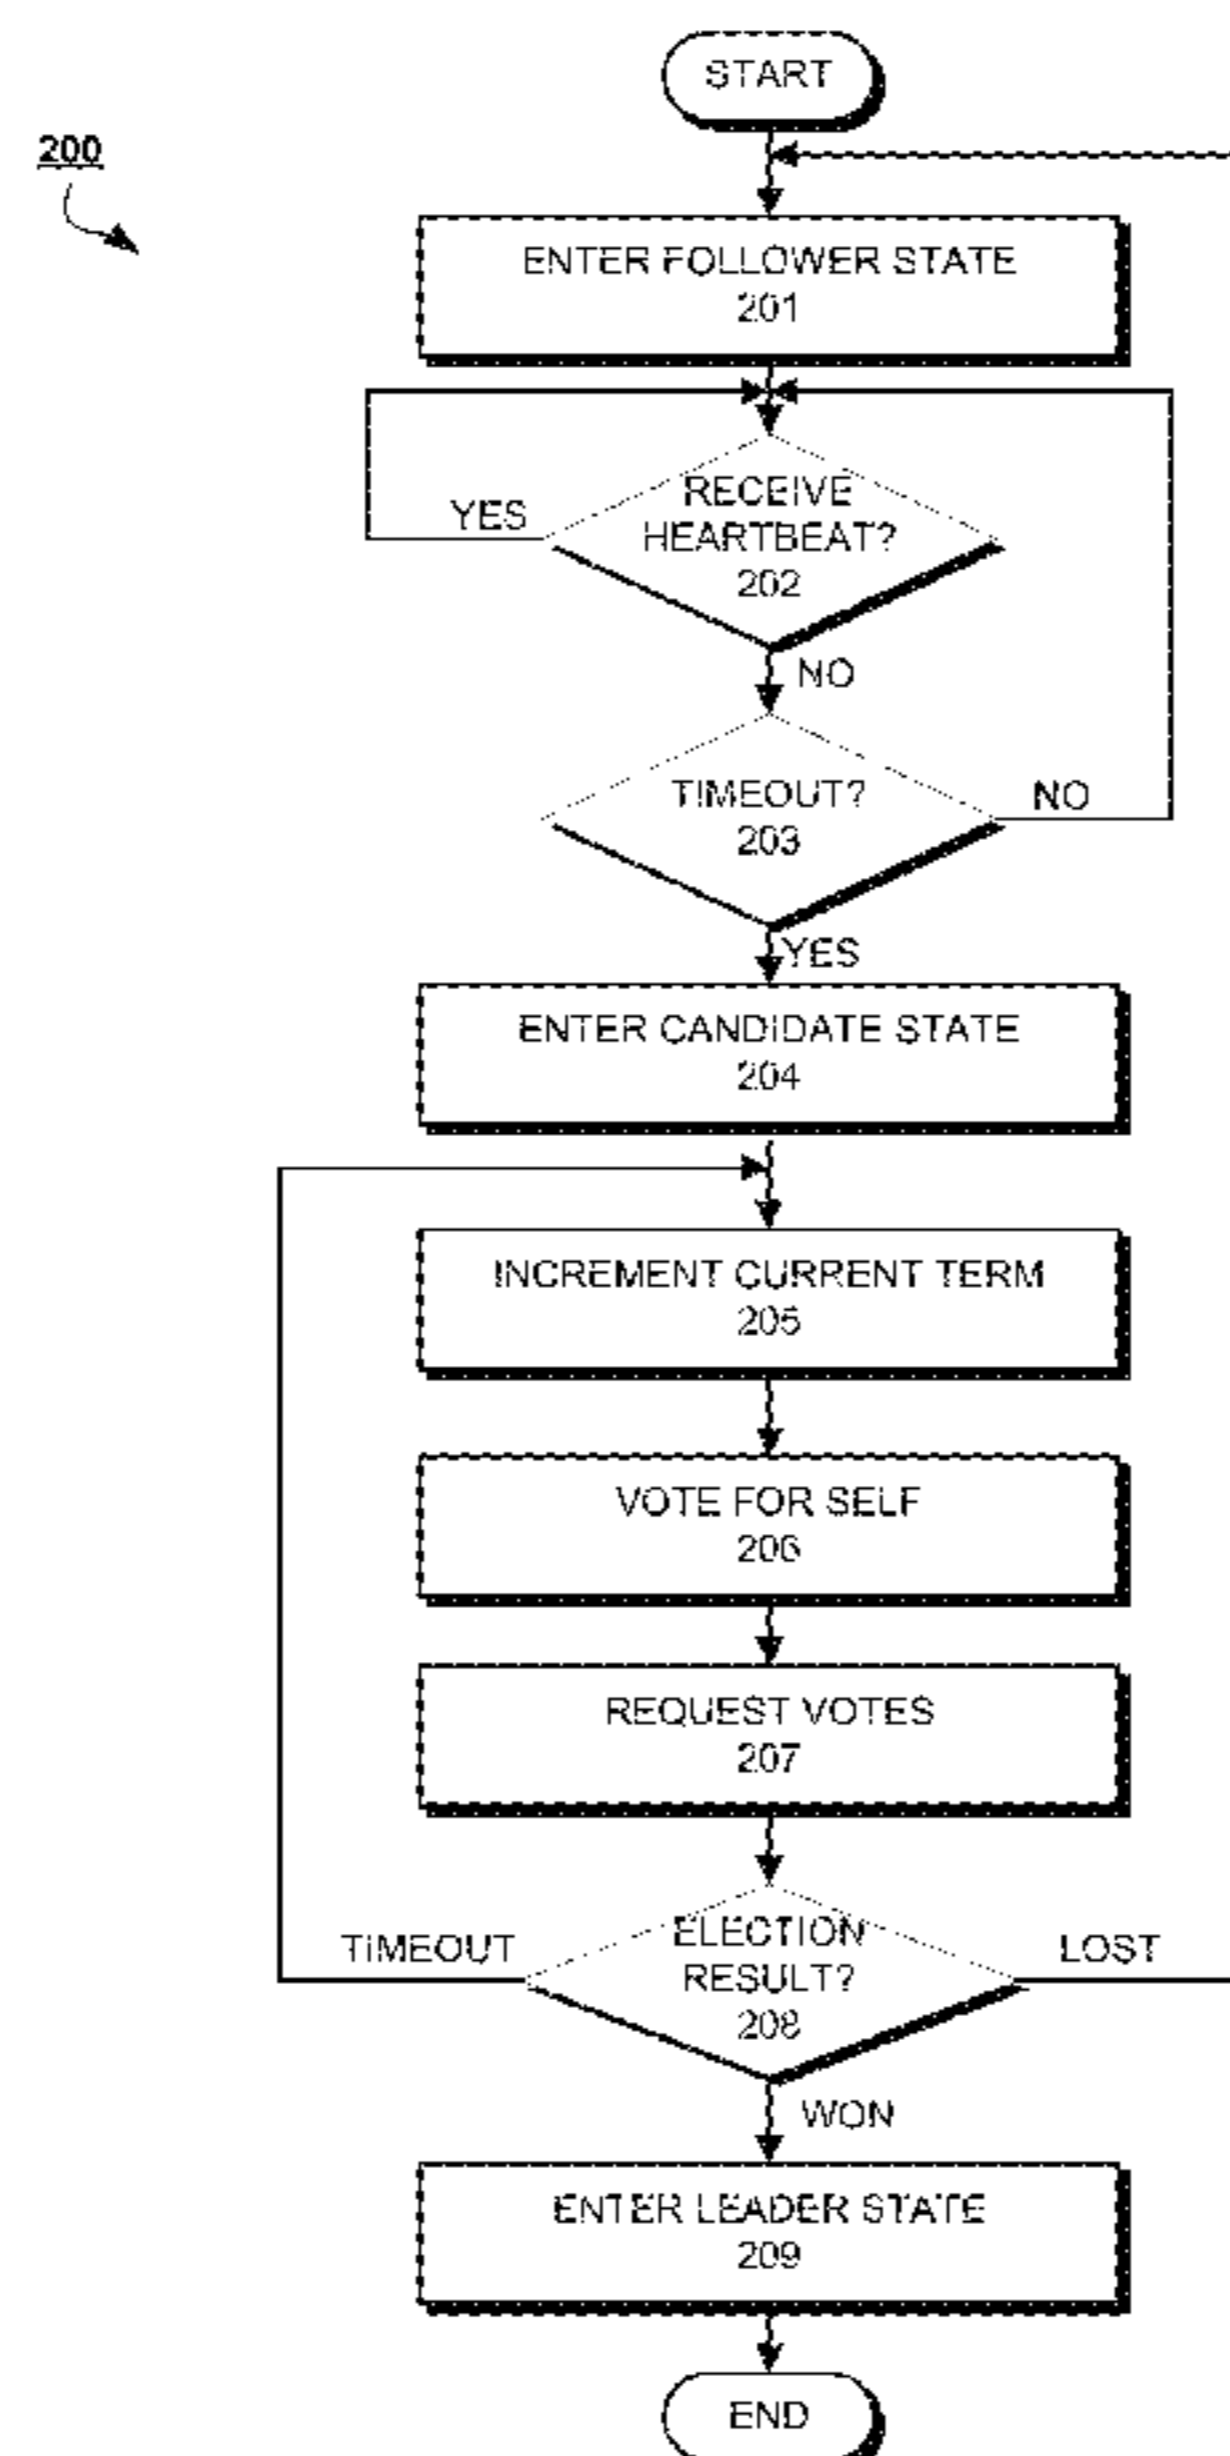 START
200
ENTER FOLLOWER STATE
201
RECEIVE
YES
HEARTBEAT?
202
NO
TIMEOUT?
NO
203
YES
ENTER CANDIDATE STATE
204
INCREMENT CURRENT TERM
205
VOTE FOR SELF
206
REQUEST VOTES
207
ELECTION
TIMEOUT
LOST
RESULT?
208
WON
ENTER LEADER STATE
209
END